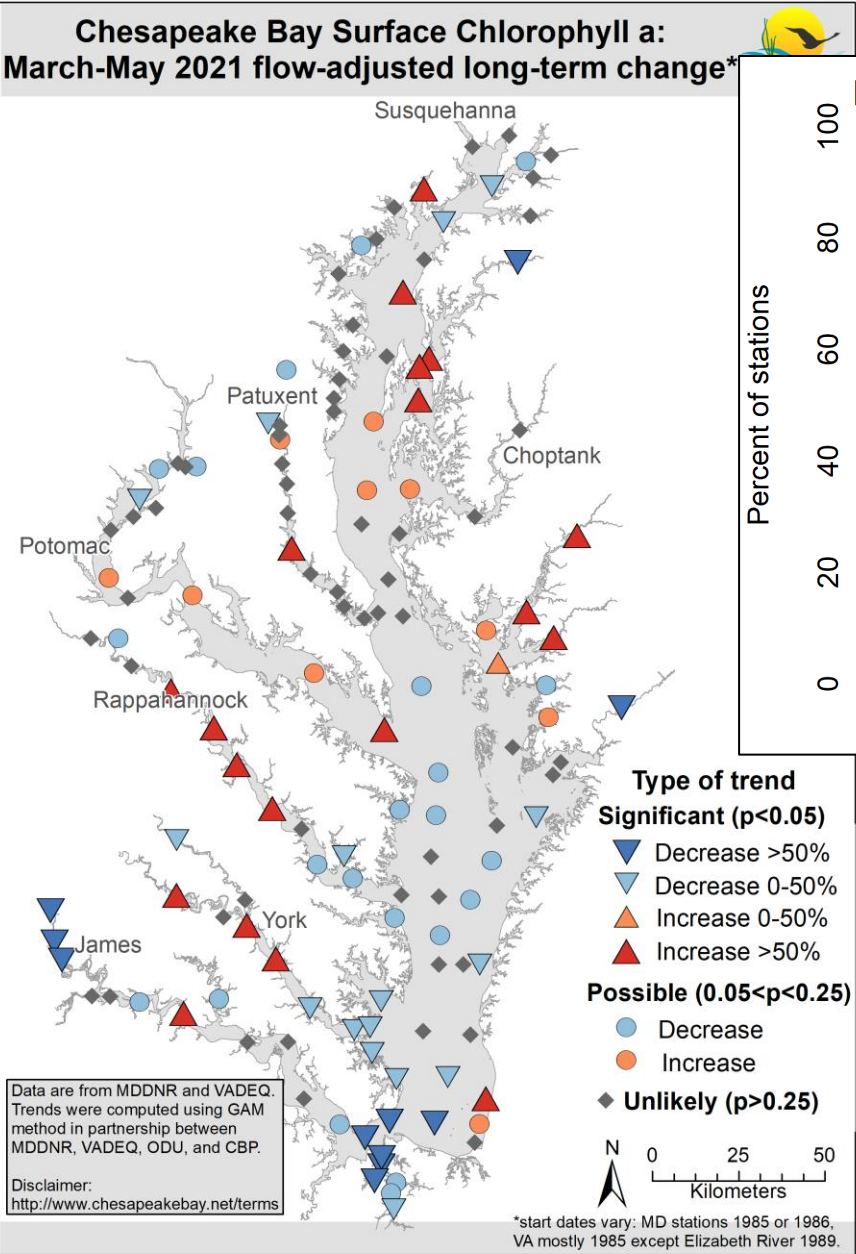 Chesapeake Bay Surface Chlorophyll a:
March-May 2021 flow-adjusted long-term change*
Susquehanna
Patuxent
Choptank
Potomac
Rappahannock
York
James
Percent of stations
100
80
60
40
20
0
Type of trend
Significant (p<0.05)
Decrease >50%
Decrease 0-50%
Increase 0-50%
Increase >50%
Possible (0.05<p<0.25)
Decrease
Increase
Unlikely (p>0.25)
N
0 25 50
Kilometers
Data are from MDDNR and VADEQ.
Trends were computed using GAM
method in partnership between
MDDNR, VADEQ, ODU, and CBP.
Disclaimer:
http://www.chesapeakebay.net/terms
*start dates vary: MD stations 1985 or 1986,
VA mostly 1985 except Elizabeth River 1989.